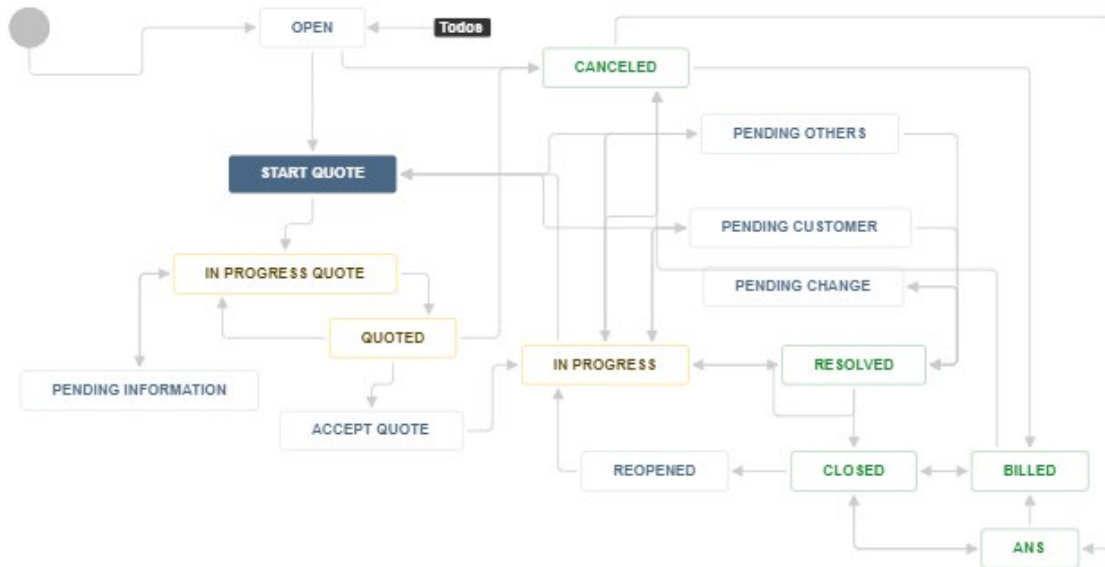 OPEN
Todos
CANCELED
PENDING OTHERS
START QUOTE
PENDING CUSTOMER
IN PROGRESS QUOTE
PENDING CHANGE
QUOTED
IN PROGRESS
RESOLVED
PENDING INFORMATION
ACCEPT QUOTE
REOPENED
CLOSED
BILLED
ANS